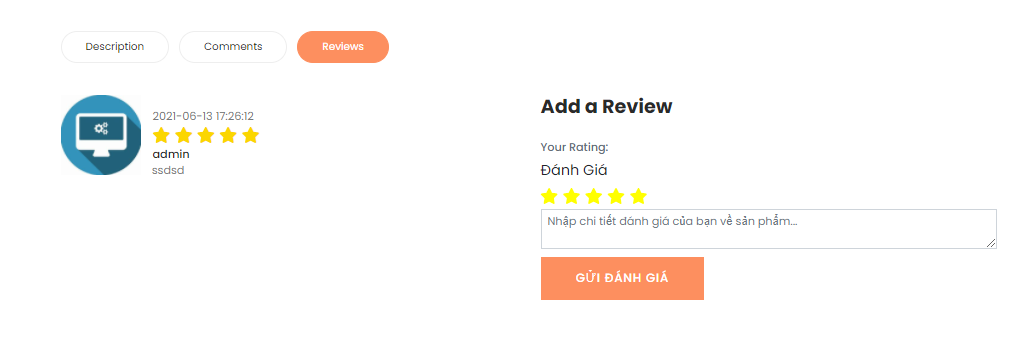 Description
Comments
Reviews
2021-06-13 17:26:12
admin
ssdsd
Add a Review
Your Rating:
Đánh Giá
Nhập chi tiết đánh giá của bạn về sản phẩm...
GỬI ĐÁNH GIÁ